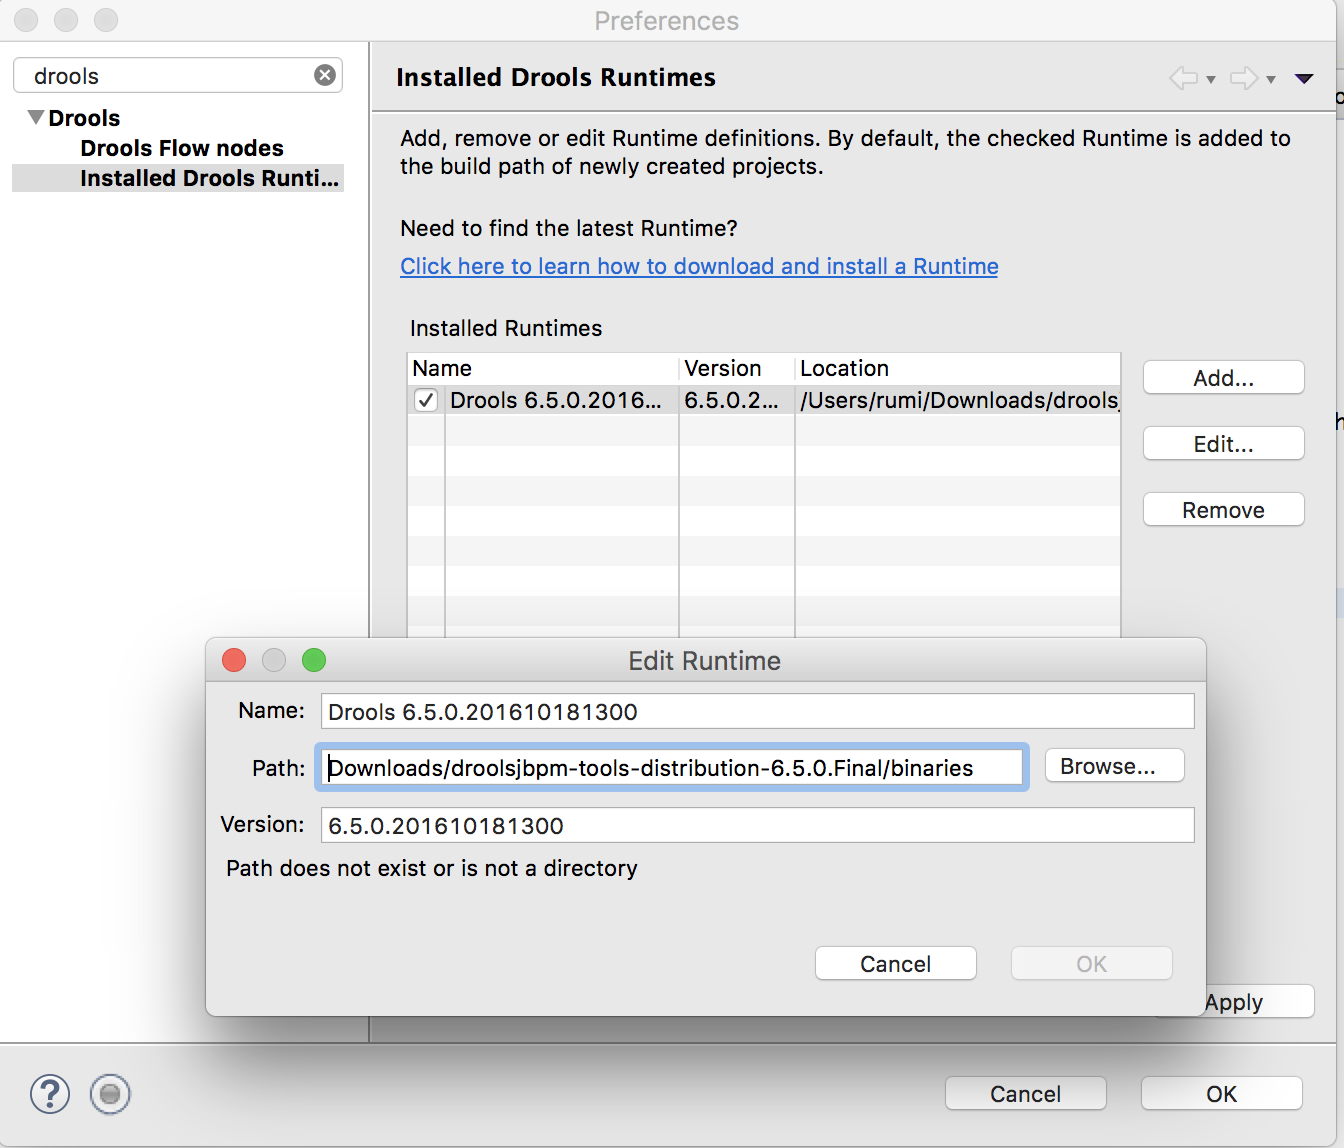 Preferences
drools
Drools
Drools Flow nodes
Installed Drools Runti...
Installed Drools Runtimes
Add, remove or edit Runtime definitions. By default, the checked Runtime is added to
the build path of newly created projects.
Need to find the latest Runtime?
Click here to learn how to download and install a Runtime
Installed Runtimes
Name Version Location
Drools 6.5.0.2016... 6.5.0.2... /Users/rumi/Downloads/drools
Add...
Edit...
Remove
Edit Runtime
Name: Drools 6.5.0.201610181300
Path: Downloads/droolsjbpm-tools-distribution-6.5.0.Final/binaries Browse...
Version: 6.5.0.201610181300
Path does not exist or is not a directory
Cancel OK
Apply
? Cancel OK